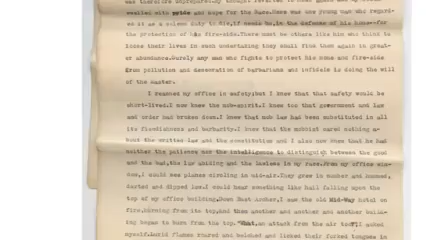 was therefore
swelled with pride and hope for the Race. Here was one young man who regard-
es it as a solemn duty to die, if needs be, in the defense of his home-for
the protection of his fire-side. There must be others like him who think to
loose their lives in such undertaking they shall find them again in great-
er abundance. Surely any man who fights to protect his home and fire-side
from pollution and desecration of barbarians who infidels is doing the will
of the master.
I reached my office in safety; but I knew that that safety would be
short-lived. I now knew the mob-spirit. I knew too that government and law
and order had broken down. I knew that mob law had been substituted in all
its fiendishness and barbarity. I knew that the mobbist cared nothing a-
bout the written law and the constitution and I also now knew that he had
neither the patience nor the intelligence to distinguish between the good
and the bad, the law abiding and the lawless in my race. From my office win-
dow, I could see planes circling in mid-air. They grew in number and hummed,
darted and dipped low. I could hear something like hail falling upon the
top of my office building. Down East Archer, I saw the old Mid-Way hotel on
fire, burning from its top, and then another and another and another build-
ing began to burn from their top. "What, an attack from the air too?" I asked
myself. Lurid flames roared and belched and licked their forked tongues in